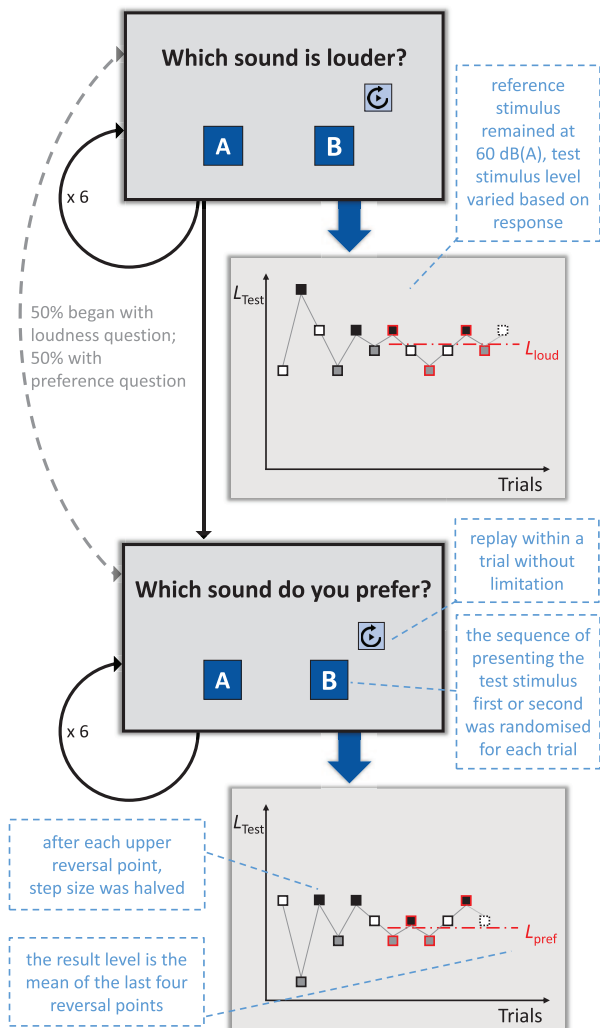 Which sound is louder?
A
B
x 6
reference
stimulus
remained at
60 dB(A), test
stimulus level
varied based on
response
50% began with
loudness question;
50% with
preference question
LTest
Lloud
Trials
Which sound do you prefer?
A
B
x 6
replay within a
trial without
limitation
the sequence of
presenting the
test stimulus
first or second
was randomised
for each trial
after each upper
reversal point,
step size was halved
the result level is the
mean of the last four
reversal points
LTest
Lpref
Trials